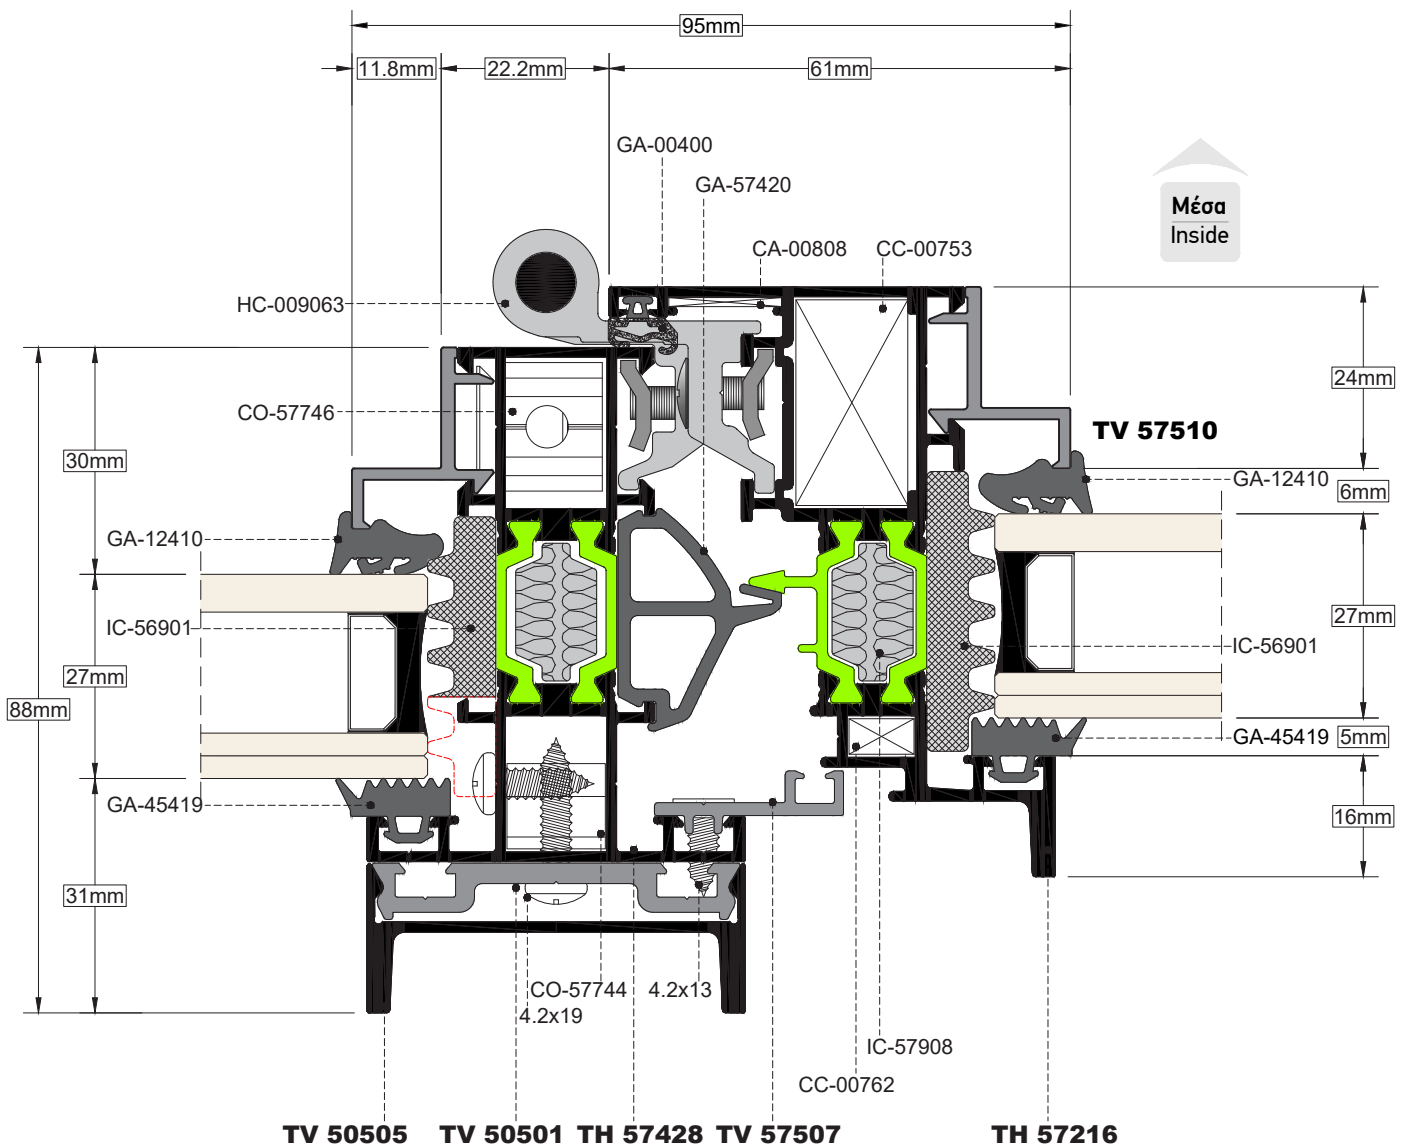 95mm
11.8mm
22.2mm
61mm
GA-00400
GA-57420
Μέσα
Inside
CA-00808
CC-00753
HC-009063
24mm
CO-57746
TV 57510
30mm
GA-12410
6mm
GA-12410
IC-56901
27mm
IC-56901
27mm
88mm
GA-45419
5mm
GA-45419
16mm
31mm
CO-57744
4.2x13
4.2x19
IC-57908
CC-00762
TV 50505
TV 50501
TH 57428
TV 57507
TH 57216